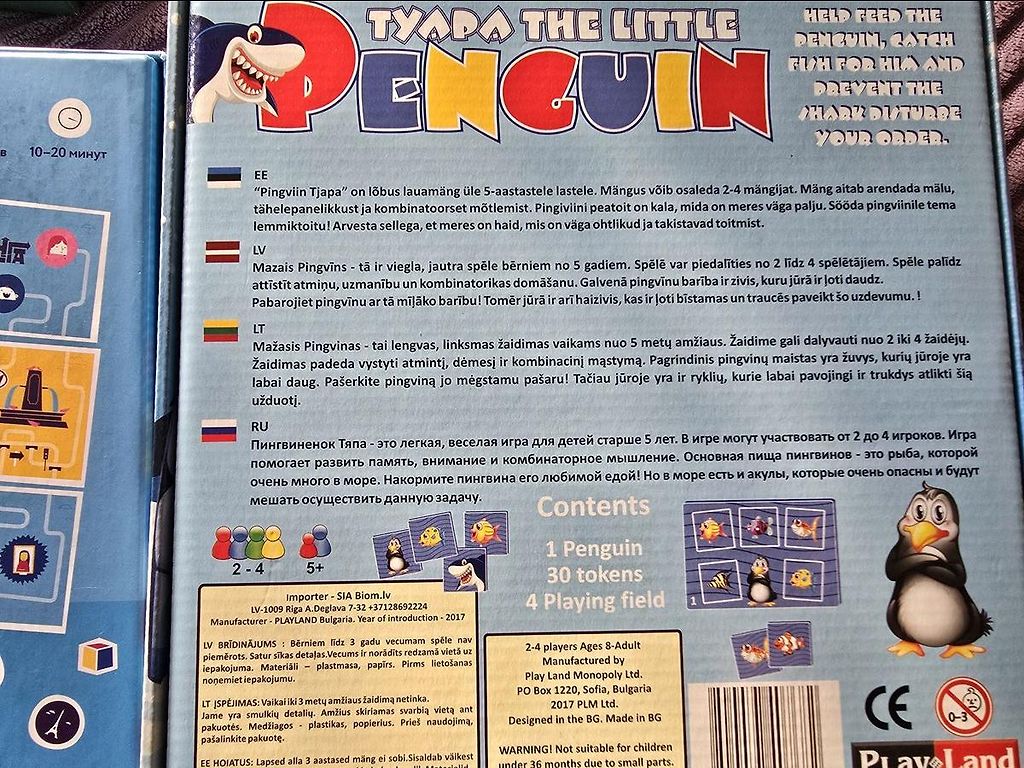 TYAPA THE LITTLE
PENGUIN
HELP FEED THE
PENGUIN, CATCH
FISH FOR HIM AND
PREVENT THE
SHARK DISTURBE
YOUR ORDER.
10–20 минут
EE
“Pingviin Tjapa” on lõbus lauamäng üle 5-aastastele lastele. Mängus võib osaleda 2-4 mängijat. Mäng aitab arendada mälu,
tähelepanelikkust ja kombinatoorset mõtlemist. Pingiviini peatoit on kala, mida on meres väga palju. Sööda pingviinile tema
lemmiktoitu! Arvesta sellega, et meres on haid, mis on väga ohtlikud ja takistavad toitmist.
LV
Mazais Pingvīns - tā ir viegla, jautra spēle bērniem no 5 gadiem. Spēlē var piedalīties no 2 līdz 4 spēlētājiem. Spēle palīdz
attīstīt atmiņu, uzmanību un kombinatorikas domāšanu. Galvenā pingvīnu barība ir zivis, kuru jūrā ir ļoti daudz.
Pabarojiet pingvīnu ar tā mīļāko barību! Tomēr jūrā ir arī haizivis, kas ir ļoti bīstamas un traucēs paveikt šo uzdevumu. !
LT
Mažasis Pingvinas - tai lengvas, linksmas žaidimas vaikams nuo 5 metų amžiaus. Žaidime gali dalyvauti nuo 2 iki 4 žaidėjų.
Žaidimas padeda vystyti atmintį, dėmesį ir kombinacinį mąstymą. Pagrindinis pingvinų maistas yra žuvys, kurių jūroje yra
labai daug. Pašerkite pingviną jo mėgstamu pašaru! Tačiau jūroje yra ir ryklių, kurie labai pavojingi ir trukdys atlikti šią
užduotį.
RU
Пингвиненок Тяпа - это легкая, веселая игра для детей старше 5 лет. В игре могут участвовать от 2 до 4 игроков. Игра
помогает развить память, внимание и комбинаторное мышление. Основная пища пингвинов - это рыба, которой
очень много в море. Накормите пингвина его любимой едой! Но в море есть и акулы, которые очень опасны и будут
мешать осуществить данную задачу.
2 - 4
5+
Contents
1 Penguin
30 tokens
4 Playing field
1
Importer - SIA Biom.lv
LV-1009 Riga A.Deglava 7-32 +37128692224
Manufacturer - PLAYLAND Bulgaria. Year of introduction - 2017
LV BRĪDINĀJUMS : Bērniem līdz 3 gadu vecumam spēle nav
piemērots. Satur sīkas detaļas.Vecums ir norādīts redzamā vietā uz
iepakojuma. Materiāli – plastmasa, papīrs. Pirms lietošanas
noņemiet iepakojumu.
LT ĮSPĖJIMAS: Vaikai iki 3 metų amžiaus žaidimą netinka.
Jame yra smulkių detalių. Amžius skiriamas svarbią vietą ant
pakuotės. Medžiagos - plastikas, popierius. Prieš naudojimą,
pašalinkite pakuotę.
EE HOIATUS: Lapsed alla 3 aastased mäng ei sobi.Sisaldab väikest
2-4 players Ages 8-Adult
Manufactured by
Play Land Monopoly Ltd.
PO Box 1220, Sofia, Bulgaria
2017 PLM Ltd.
Designed in the BG. Made in BG
WARNING! Not suitable for children
under 36 months due to small parts.
CE
0-3
Play Land